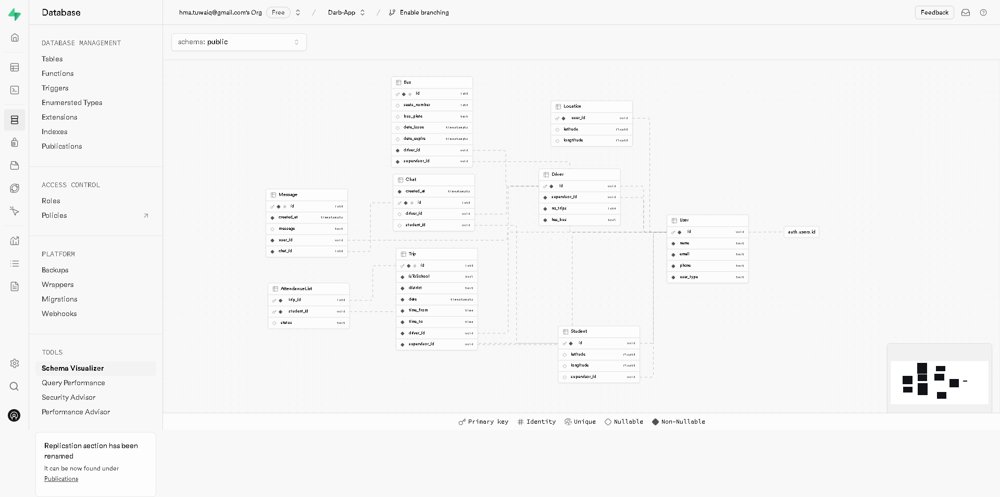 Database
hma.tuwaiq@gmail.com's Org Free / Darb-App / Enable branching
Feedback
DATABASE MANAGEMENT
Tables
Functions
Triggers
Enumerated Types
Extensions
Indexes
Publications
ACCESS CONTROL
Roles
Policies
PLATFORM
Backups
Wrappers
Migrations
Webhooks
TOOLS
Schema Visualizer
Query Performance
Security Advisor
Performance Advisor
Replication section has been
renamed
It can be now found under
Publications
schema: public
Bus
# id int8
seats_number int8
bus_plate text
date_issue timestamptz
date_expire timestamptz
driver_id uuid
supervisor_id uuid
Location
user_id uuid
latitude float8
longtitude float8
Chat
created_at timestamptz
# id int8
driver_id uuid
student_id uuid
Driver
id uuid
supervisor_id uuid
no_trips int8
has_bus bool
Message
# id int8
created_at timestamptz
message text
user_id uuid
chat_id int8
User
id uuid
name text
email text
phone text
user_type text
auth.users.id
Trip
# id int8
isToSchool bool
district text
date timestamptz
time_from time
time_to time
driver_id uuid
supervisor_id uuid
AttendanceList
trip_id int8
student_id uuid
status text
Student
id uuid
latitude float8
longitude float8
supervisor_id uuid
Primary key # Identity Unique Nullable Non-Nullable